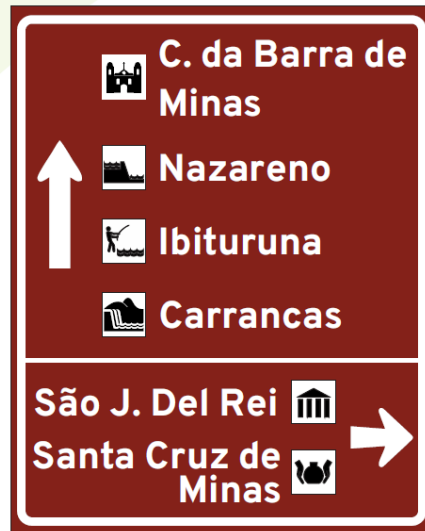 C. da Barra de
Minas
Nazareno
Ibituruna
Carrancas
São J. Del Rei
Santa Cruz de
Minas